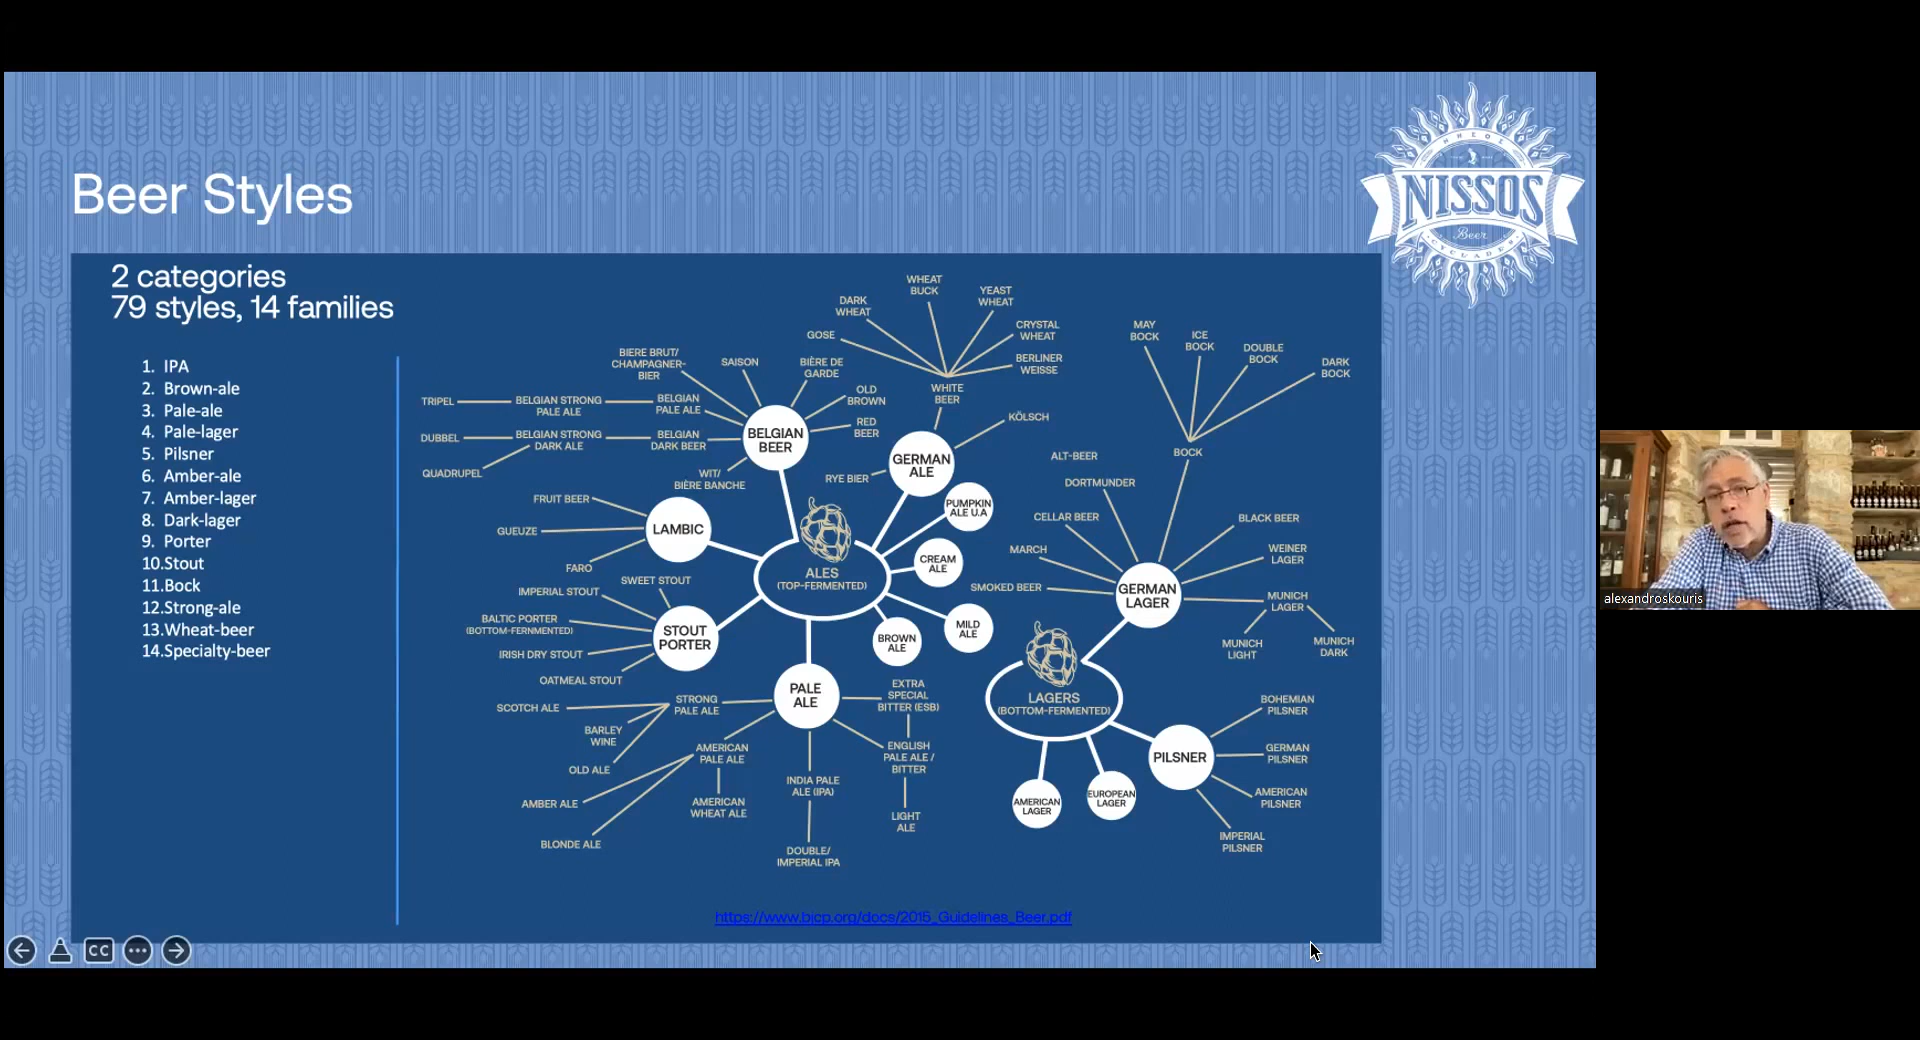 Beer Styles
NISSOS
Beer
CYCLADES
2 categories
79 styles, 14 families
1. IPA
2. Brown-ale
3. Pale-ale
4. Pale-lager
5. Pilsner
6. Amber-ale
7. Amber-lager
8. Dark-lager
9. Porter
10.Stout
11.Bock
12.Strong-ale
13.Wheat-beer
14.Specialty-beer
WHEAT
BUCK
DARK
WHEAT
YEAST
WHEAT
GOSE
CRYSTAL
WHEAT
BERLINER
WEISSE
WHITE
BEER
KÖLSCH
GERMAN
ALE
RYE BIER
BIERE BRUT/
CHAMPAGNER-
BIER
SAISON
BIÈRE DE
GARDE
OLD
BROWN
RED
BEER
TRIPEL
BELGIAN STRONG
PALE ALE
BELGIAN
PALE ALE
DUBBEL
BELGIAN STRONG
DARK ALE
BELGIAN
DARK BEER
BELGIAN
BEER
QUADRUPEL
WIT/
BIÈRE BANCHE
FRUIT BEER
GUEUZE
FARO
LAMBIC
ALES
(TOP-FERMENTED)
PUMPKIN
ALE U.A
CREAM
ALE
MILD
ALE
BROWN
ALE
SWEET STOUT
IMPERIAL STOUT
BALTIC PORTER
(BOTTOM-FERNMENTED)
IRISH DRY STOUT
OATMEAL STOUT
STOUT
PORTER
PALE
ALE
STRONG
PALE ALE
SCOTCH ALE
BARLEY
WINE
OLD ALE
AMERICAN
PALE ALE
AMBER ALE
BLONDE ALE
AMERICAN
WHEAT ALE
INDIA PALE
ALE (IPA)
DOUBLE/
IMPERIAL IPA
EXTRA
SPECIAL
BITTER (ESB)
ENGLISH
PALE ALE /
BITTER
LIGHT
ALE
MAY
BOCK
ICE
BOCK
DOUBLE
BOCK
DARK
BOCK
BOCK
ALT-BEER
DORTMUNDER
CELLAR BEER
MARCH
SMOKED BEER
GERMAN
LAGER
BLACK BEER
WEINER
LAGER
MUNICH
LAGER
MUNICH
LIGHT
MUNICH
DARK
LAGERS
(BOTTOM-FERMENTED)
AMERICAN
LAGER
EUROPEAN
LAGER
PILSNER
BOHEMIAN
PILSNER
GERMAN
PILSNER
AMERICAN
PILSNER
IMPERIAL
PILSNER
https://www.bjcp.org/docs/2015_Guidelines_Beer.pdf
CC
alexandroskouris